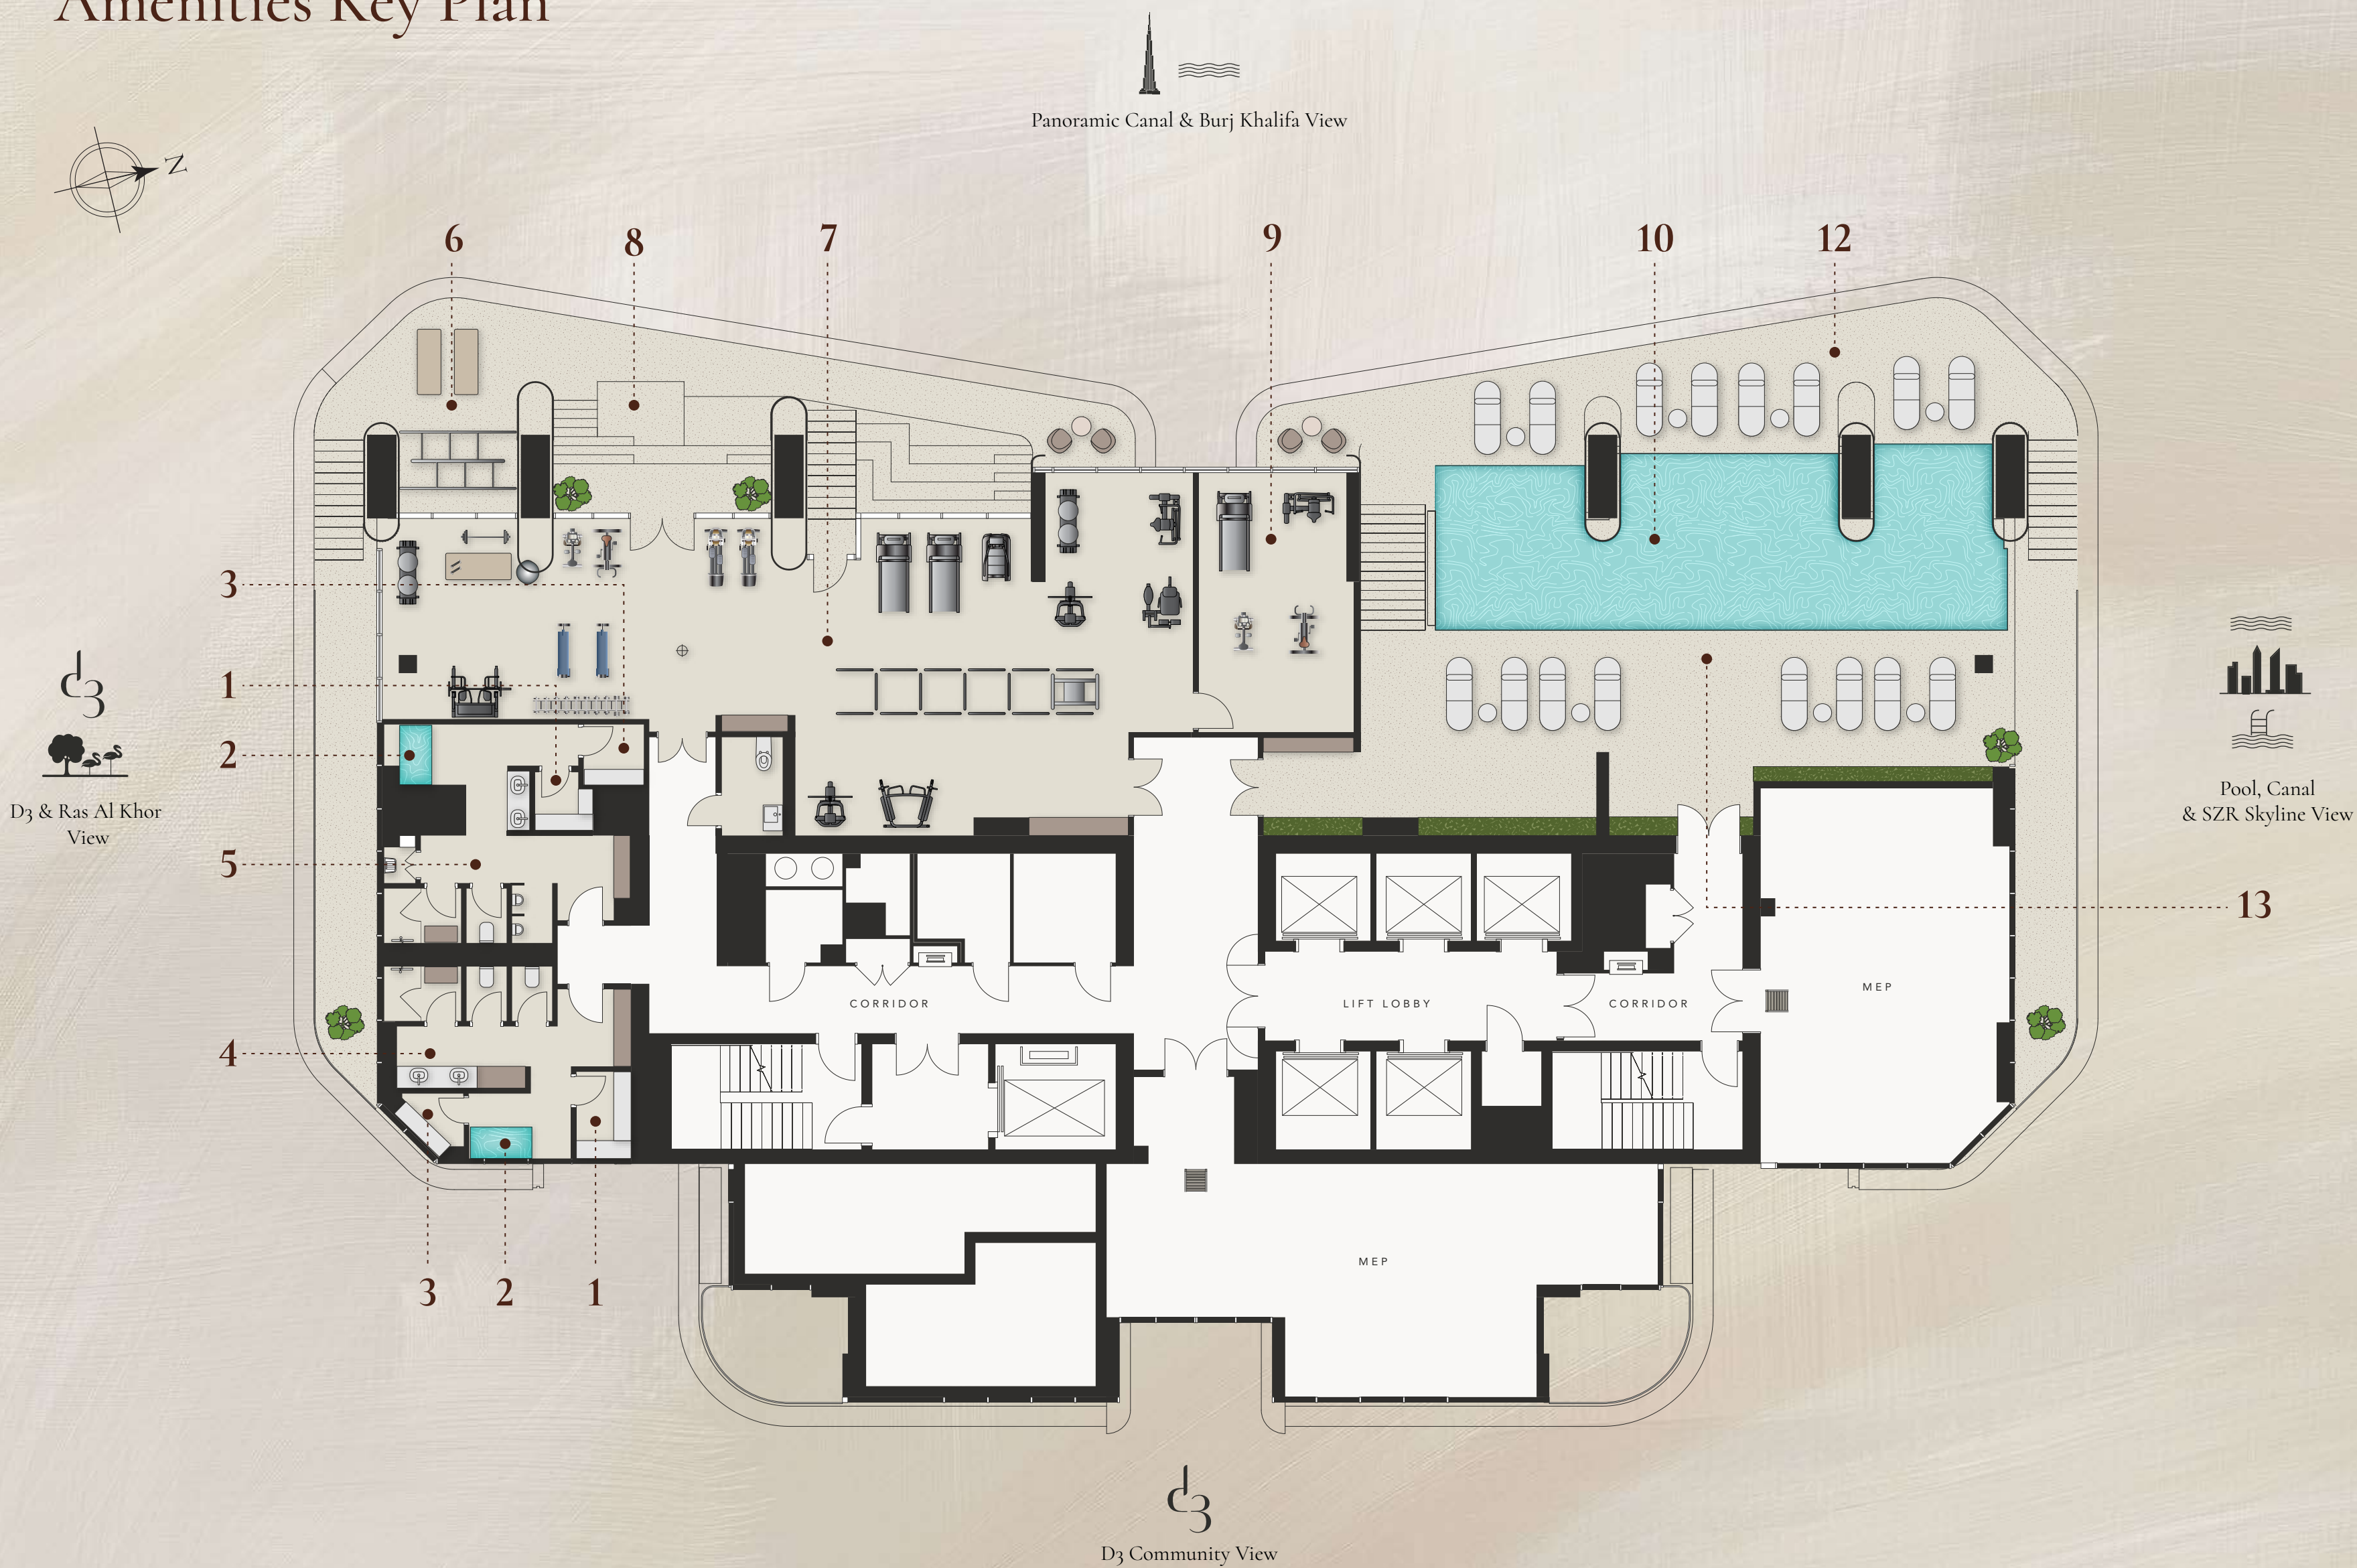 Amenities Key Plan
Panoramic Canal & Burj Khalifa View
N
6
8
7
9
10
12
3
1
2
5
4
13
d3
D3 & Ras Al Khor
View
Pool, Canal
& SZR Skyline View
CORRIDOR
LIFT LOBBY
CORRIDOR
MEP
MEP
3
2
1
d3
D3 Community View